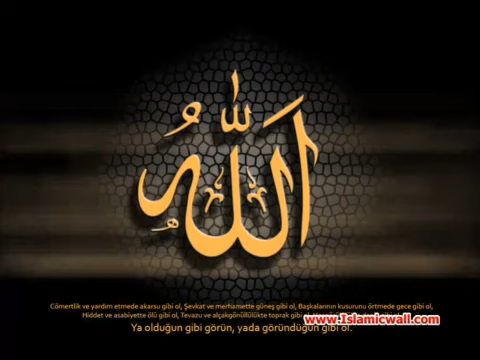 الله
Cömertlik ve yardım etmede akarsu gibi ol, Şevkat ve merhamette güneş gibi ol, Başkalarının kusurunu örtmede gece gibi ol,
Hiddet ve asabiyette ölü gibi ol, Tevazu ve alçakgönüllülükte toprak gibi ol,
www.1slamicwall.com
Ya olduğun gibi görün, yada göründüğün gibi ol.